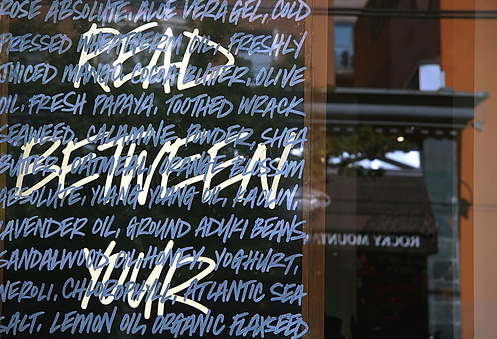 ROSE ABSOLUTE, ALOE VERA GEL, COLD
PRESSED WHEATGERM OIL, FRESHLY
JUICED MANGO, COCOA BUTTER, OLIVE
OIL, FRESH PAPAYA, TOOTHED WRACK
SEAWEED, CALAMINE POWDER, SHEA
BUTTER, OATMEAL, ORANGE BLOSSOM
ABSOLUTE, YLANG YLANG OIL, KAOLIN,
LAVENDER OIL, GROUND ADUKI BEANS,
SANDALWOOD OIL, HONEY, YOGHURT,
NEROLI, CHLOROPHYLL, ATLANTIC SEA
SALT, LEMON OIL, ORGANIC FLAXSEED
READ
BETWEEN
YOUR
ROCKY MOUNTA